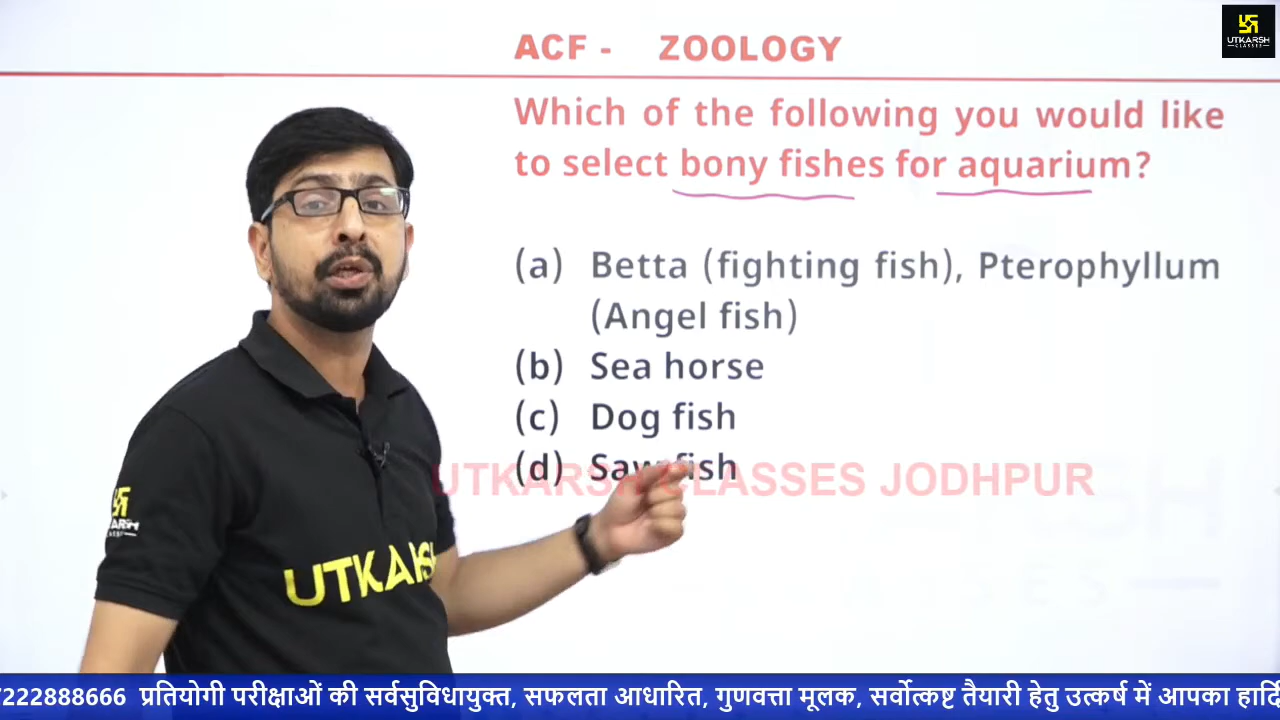 UTKARSH
CLASSES
ACF - ZOOLOGY
Which of the following you would like
to select bony fishes for aquarium?
(a) Betta (fighting fish), Pterophyllum
(Angel fish)
(b) Sea horse
(c) Dog fish
(d) Saw fish
UTKARSH CLASSES JODHPUR
UTKARSH
7222888666 प्रतियोगी परीक्षाओं की सर्वसुविधायुक्त, सफलता आधारित, गुणवत्ता मूलक, सर्वोत्कृष्ट तैयारी हेतु उत्कर्ष में आपका